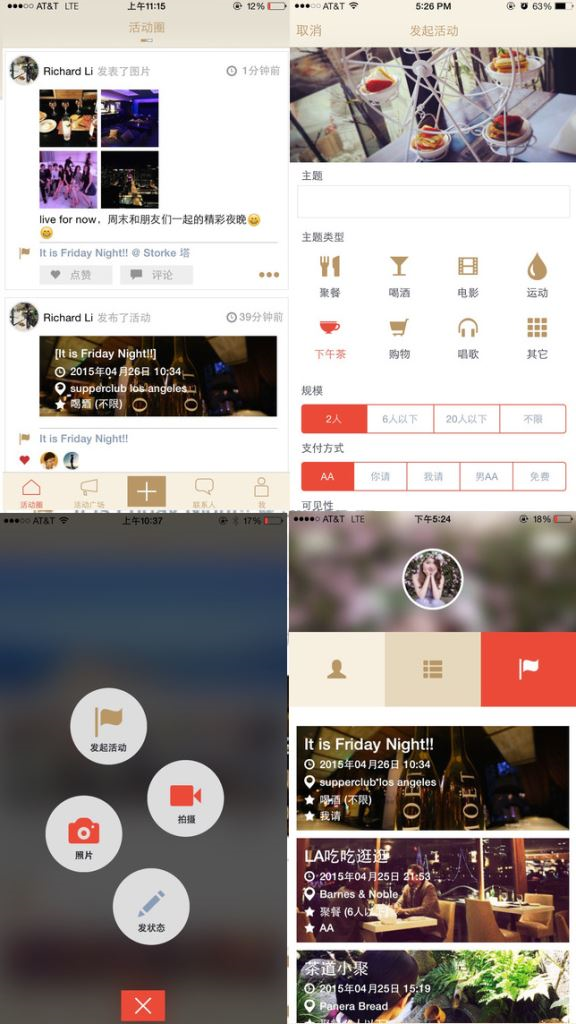 AT&T LTE 上午11:15 12%
活动圈
Richard Li 发表了图片 1分钟前
live for now，周末和朋友们一起的精彩夜晚😄
😄
It is Friday Night!! @ Storke 塔
点赞 评论
Richard Li 发布了活动 39分钟前
[It is Friday Night!!]
2015年04月26日 10:34
supperclub los angeles
喝酒 (不限)
It is Friday Night!!
活动圈 活动广场 联系人 我
AT&T 5:26 PM 63%
取消 发起活动
主题
主题类型
聚餐 喝酒 电影 运动
下午茶 购物 唱歌 其它
规模
2人 6人以下 20人以下 不限
支付方式
AA 你请 我请 男AA 免费
可见性
AT&T 上午10:37 17%
发起活动
拍摄
照片
发状态
AT&T LTE 下午5:24 18%
It is Friday Night!!
2015年04月26日 10:34
supperclub los angeles
喝酒 (不限)
我请
MOËT
LA吃吃逛逛
2015年04月25日 21:53
Barnes & Noble
聚餐 (6人以下)
AA
茶道小聚
2015年04月25日 15:19
Panera Bread